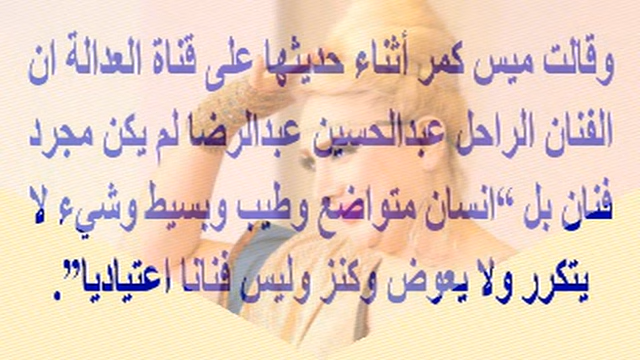 وقالت ميس كمر أثناء حديثها على قناة العدالة ان
الفنان الراحل عبدالحسين عبدالرضا لم يكن مجرد
فنان بل “انسان متواضع وطيب وبسيط وشيء لا
يتكرر ولا يعوض وكنز وليس فنانا اعتياديا”.